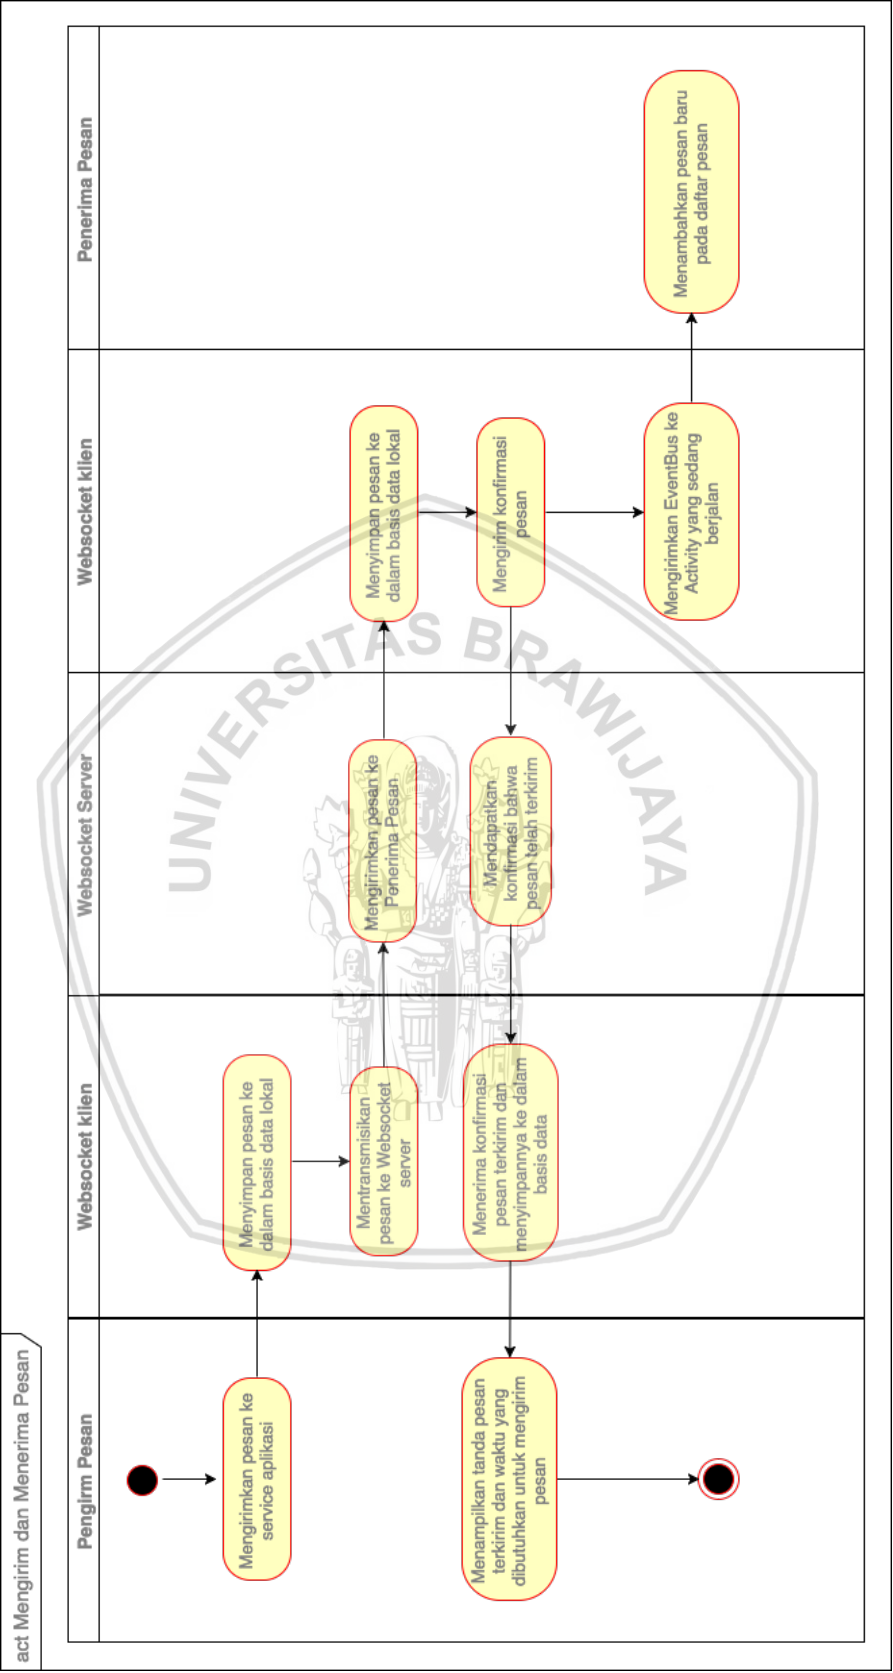 act Mengirim dan Menerima Pesan
Pengirm Pesan
Websocket klien
Websocket Server
Websocket klien
Penerima Pesan
Mengirimkan pesan ke
service aplikasi
Menyimpan pesan ke
dalam basis data lokal
Mentransmisikan
pesan ke Websocket
server
Mengirimkan pesan ke
Penerima Pesan
Menyimpan pesan ke
dalam basis data lokal
Mengirim konfirmasi
pesan
Mendapatkan
konfirmasi bahwa
pesan telah terkirim
Menerima konfirmasi
pesan terkirim dan
menyimpannya ke dalam
basis data
Menampilkan tanda pesan
terkirim dan waktu yang
dibutuhkan untuk mengirim
pesan
Mengirimkan EventBus ke
Activity yang sedang
berjalan
Menambahkan pesan baru
pada daftar pesan
UNIVERSITAS BRAWIJAYA